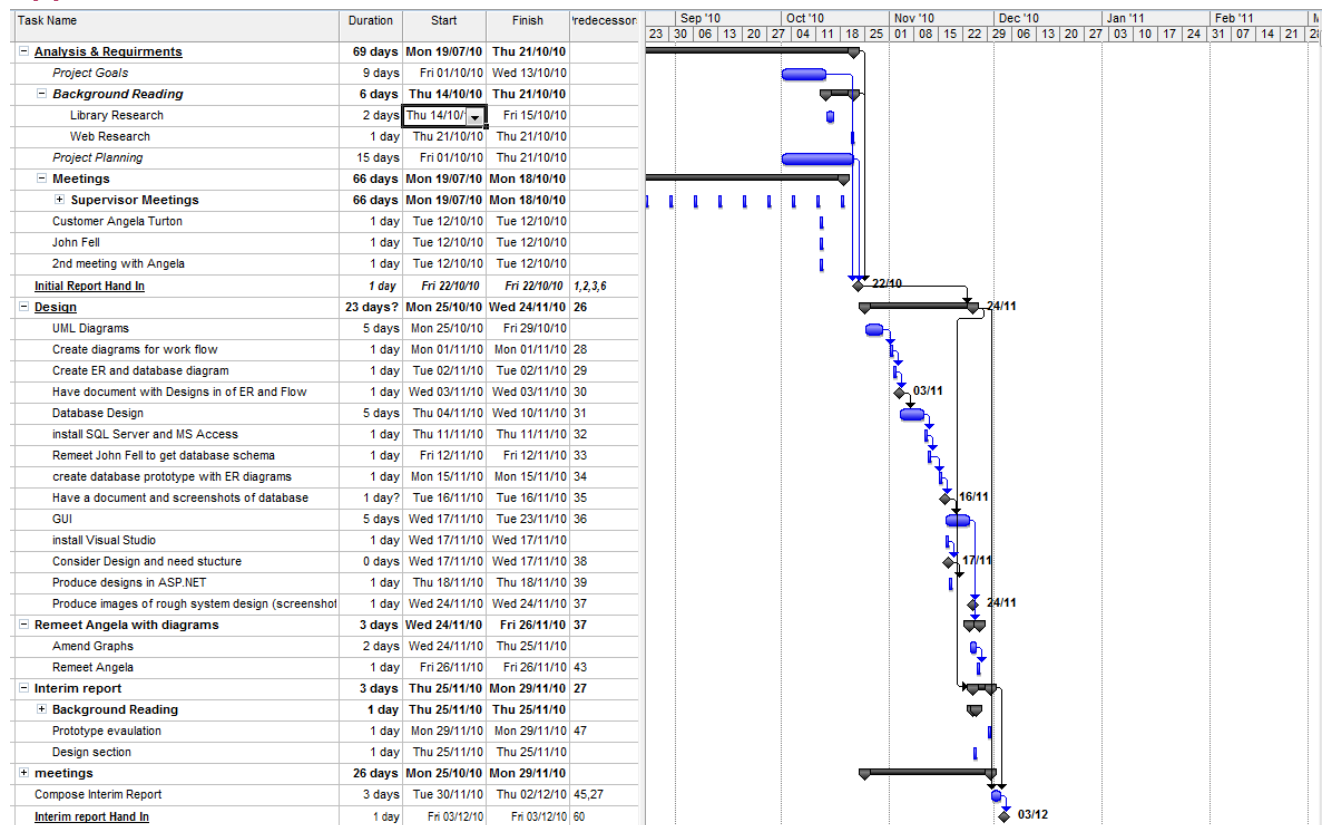 Task Name Duration Start Finish 'redecessor: Sep '10 Oct '10 Nov '10 Dec '10 Jan '11 Feb '11
23 30 06 13 20 27 04 11 18 25 01 08 15 22 29 06 13 20 27 03 10 17 24 31 07 14 21 28
Analysis & Requirments 69 days Mon 19/07/10 Thu 21/10/10
Project Goals 9 days Fri 01/10/10 Wed 13/10/10
Background Reading 6 days Thu 14/10/10 Thu 21/10/10
Library Research 2 days Thu 14/10/ Fri 15/10/10
Web Research 1 day Thu 21/10/10 Thu 21/10/10
Project Planning 15 days Fri 01/10/10 Thu 21/10/10
Meetings 66 days Mon 19/07/10 Mon 18/10/10
Supervisor Meetings 66 days Mon 19/07/10 Mon 18/10/10
Customer Angela Turton 1 day Tue 12/10/10 Tue 12/10/10
John Fell 1 day Tue 12/10/10 Tue 12/10/10
2nd meeting with Angela 1 day Tue 12/10/10 Tue 12/10/10
Initial Report Hand In 1 day Fri 22/10/10 Fri 22/10/10 1,2,3,6 22/10
Design 23 days? Mon 25/10/10 Wed 24/11/10 26 24/11
UML Diagrams 5 days Mon 25/10/10 Fri 29/10/10
Create diagrams for work flow 1 day Mon 01/11/10 Mon 01/11/10 28
Create ER and database diagram 1 day Tue 02/11/10 Tue 02/11/10 29
Have document with Designs in of ER and Flow 1 day Wed 03/11/10 Wed 03/11/10 30 03/11
Database Design 5 days Thu 04/11/10 Wed 10/11/10 31
install SQL Server and MS Access 1 day Thu 11/11/10 Thu 11/11/10 32
Remeet John Fell to get database schema 1 day Fri 12/11/10 Fri 12/11/10 33
create database prototype with ER diagrams 1 day Mon 15/11/10 Mon 15/11/10 34
Have a document and screenshots of database 1 day? Tue 16/11/10 Tue 16/11/10 35 16/11
GUI 5 days Wed 17/11/10 Tue 23/11/10 36
install Visual Studio 1 day Wed 17/11/10 Wed 17/11/10
Consider Design and need stucture 0 days Wed 17/11/10 Wed 17/11/10 38 17/11
Produce designs in ASP.NET 1 day Thu 18/11/10 Thu 18/11/10 39
Produce images of rough system design (screenshot 1 day Wed 24/11/10 Wed 24/11/10 37 24/11
Remeet Angela with diagrams 3 days Wed 24/11/10 Fri 26/11/10 37
Amend Graphs 2 days Wed 24/11/10 Thu 25/11/10
Remeet Angela 1 day Fri 26/11/10 Fri 26/11/10 43
Interim report 3 days Thu 25/11/10 Mon 29/11/10 27
Background Reading 1 day Thu 25/11/10 Thu 25/11/10
Prototype evaulation 1 day Mon 29/11/10 Mon 29/11/10 47
Design section 1 day Thu 25/11/10 Thu 25/11/10
meetings 26 days Mon 25/10/10 Mon 29/11/10
Compose Interim Report 3 days Tue 30/11/10 Thu 02/12/10 45,27
Interim report Hand In 1 day Fri 03/12/10 Fri 03/12/10 60 03/12